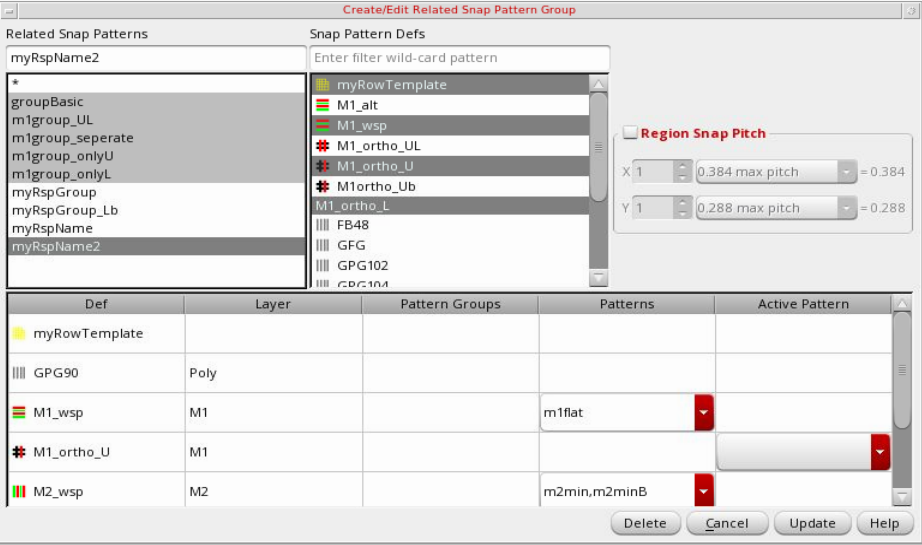 Create/Edit Related Snap Pattern Group
Related Snap Patterns
Snap Pattern Defs
myRspName2
Enter filter wild-card pattern
*
groupBasic
m1group_UL
m1group_seperate
m1group_onlyU
m1group_onlyL
myRspGroup
myRspGroup_Lb
myRspName
myRspName2
myRowTemplate
M1_alt
M1_wsp
M1_ortho_UL
M1_ortho_U
M1ortho_Ub
M1_ortho_L
FB48
GFG
GPG102
GPG104
Region Snap Pitch
X 1 0.384 max pitch = 0.384
Y 1 0.288 max pitch = 0.288
Def Layer Pattern Groups Patterns Active Pattern
myRowTemplate
GPG90 Poly
M1_wsp M1 m1flat
M1_ortho_U M1
M2_wsp M2 m2min,m2minB
Delete Cancel Update Help